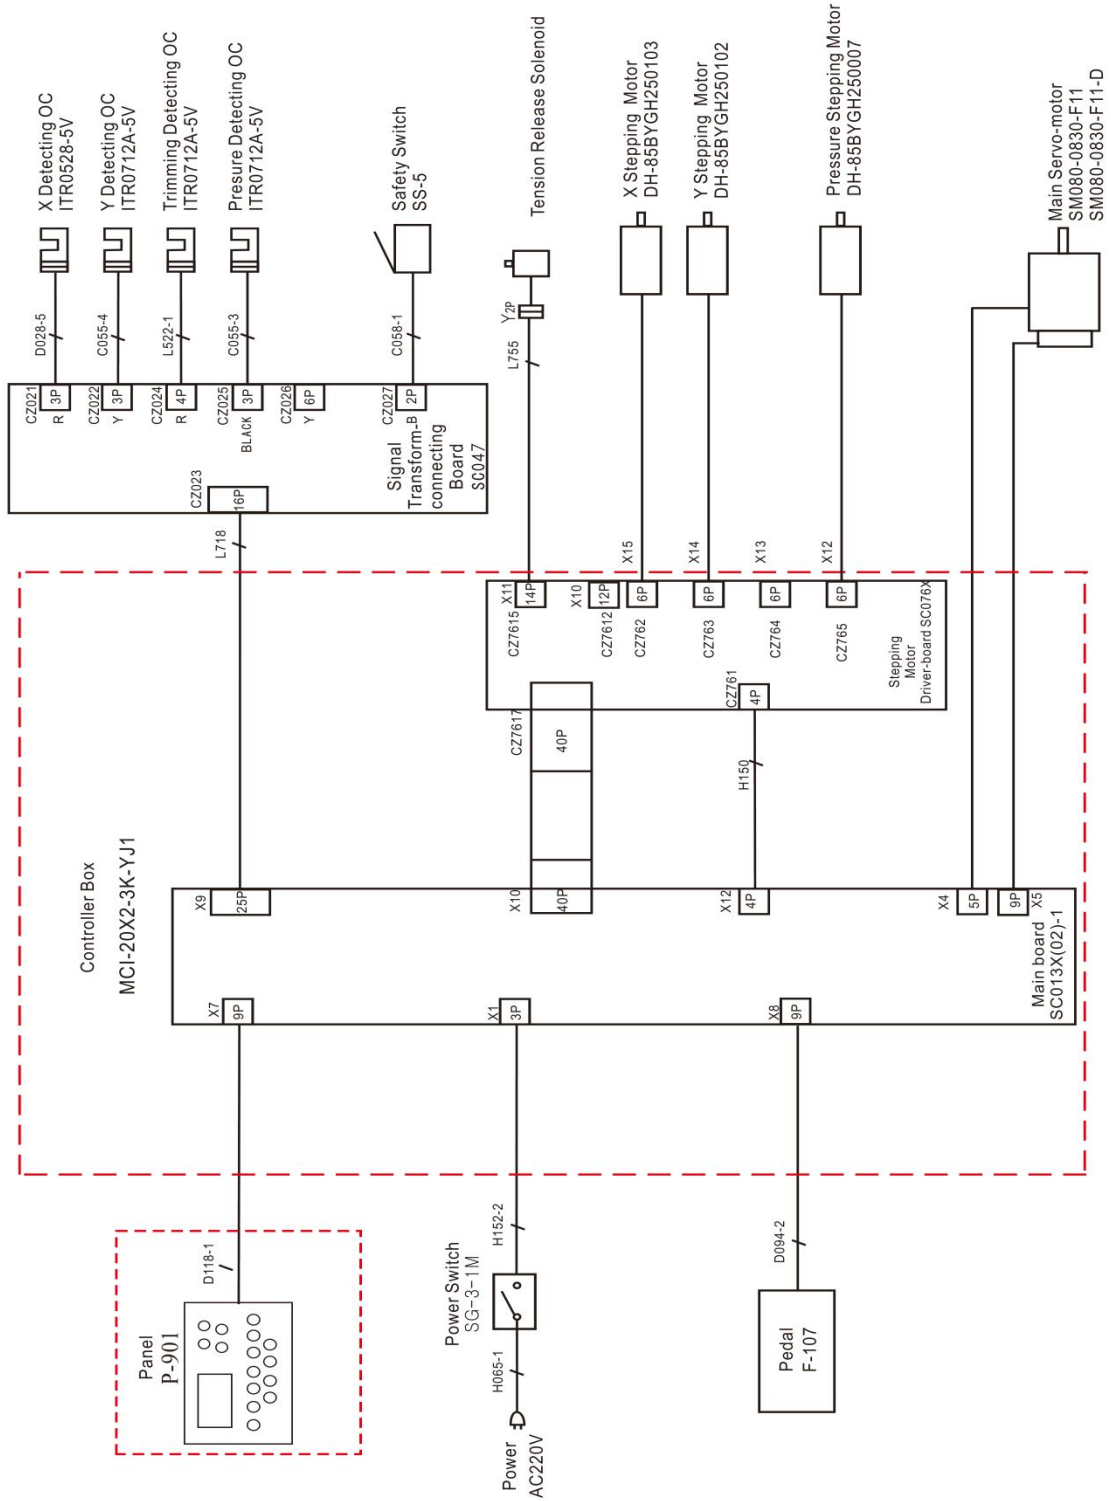 X Detecting OC
ITR0528-5V
Y Detecting OC
ITR0712A-5V
Trimming Detecting OC
ITR0712A-5V
Presure Detecting OC
ITR0712A-5V
Safety Switch
SS-5
Tension Release Solenoid
X Stepping Motor
DH-85BYGH250103
Y Stepping Motor
DH-85BYGH250102
Pressure Stepping Motor
DH-85BYGH250007
Main Servo-motor
SM080-0830-F11
SM080-0830-F11-D
D028-5
C055-4
L522-1
C055-3
C058-1
Y2P
L755
CZ021
3P
R
CZ022
3P
Y
CZ024
4P
R
CZ025
3P
BLACK
CZ026
6P
Y
CZ027
2P
B
CZ023
16P
Signal
Transform-
connecting
Board
SC047
L718
X11
14P
CZ7615
X10
12P
CZ7612
X15
6P
CZ762
X14
6P
CZ763
X13
6P
CZ764
X12
6P
CZ765
Stepping
Motor
Driver-board SC076X
CZ761
4P
CZ7617
40P
H150
Controller Box
MCI-20X2-3K-YJ1
X9
25P
X10
40P
X12
4P
X4
5P
9P
X5
X7
9P
X1
3P
X8
9P
Main board
SC013X(02)-1
D118-1
Panel
P-901
H152-2
Power Switch
SG-3-1M
H065-1
Power
AC220V
D094-2
Pedal
F-107